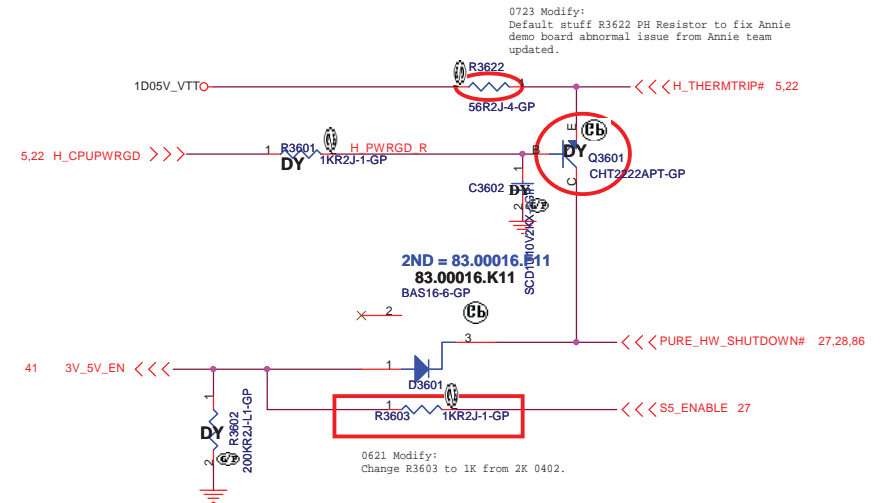 0723 Modify:
Default stuff R3622 PH Resistor to fix Annie
demo board abnormal issue from Annie team
updated.
R3622
1D05V_VTT
1
H_THERMTRIP# 5,22
56R2J-4-GP
E
5,22 H_CPUPWRGD
1
R3601
H_PWRGD_R
B
DY
Q3601
1KR2J-1-GP
DY
CHT2222APT-GP
1
C3602
DY
C
2
2ND = 83.00016.F11
83.00016.K11
BAS16-6-GP
2
3
PURE_HW_SHUTDOWN# 27,28,86
41 3V_5V_EN
1
D3601
1
R3603
1KR2J-1-GP
S5_ENABLE 27
1
DY
R3602
200KR2J-L1-GP
2
0621 Modify:
Change R3603 to 1K from 2K 0402.